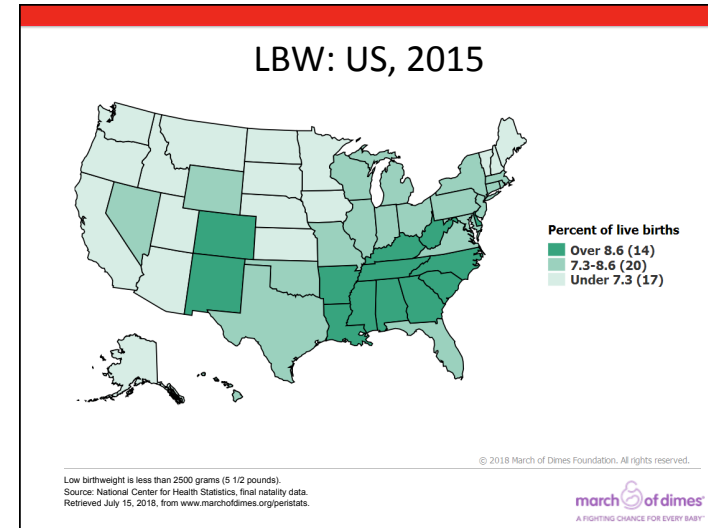 LBW: US, 2015
Percent of live births
Over 8.6 (14)
7.3-8.6 (20)
Under 7.3 (17)
© 2018 March of Dimes Foundation. All rights reserved.
Low birthweight is less than 2500 grams (5 1/2 pounds).
Source: National Center for Health Statistics, final natality data.
Retrieved July 15, 2018, from www.marchofdimes.org/peristats.
march of dimes®
A FIGHTING CHANCE FOR EVERY BABY™